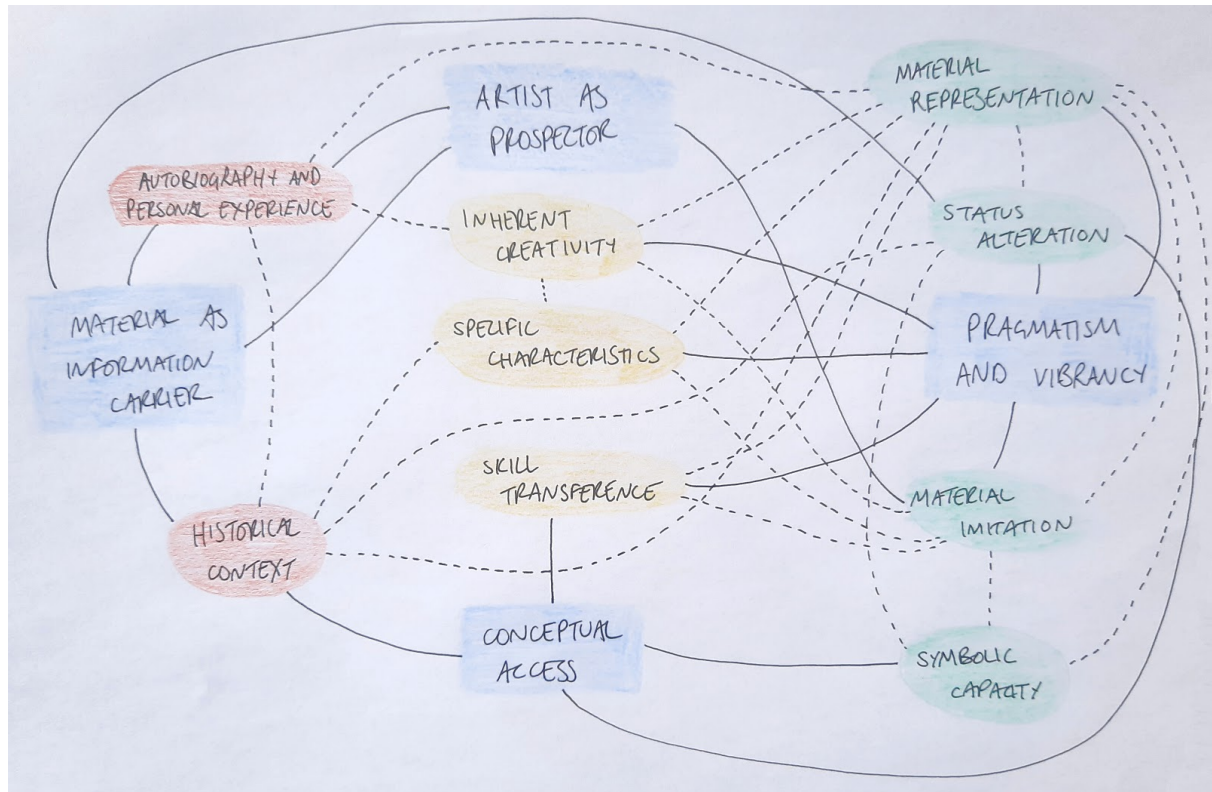 MATERIAL
REPRESENTATION
ARTIST AS
PROSPECTOR
AUTOBIOGRAPHY AND
PERSONAL EXPERIENCE
INHERENT
CREATIVITY
STATUS
ALTERATION
MATERIAL AS
INFORMATION
CARRIER
SPECIFIC
CHARACTERISTICS
PRAGMATISM
AND VIBRANCY
SKILL
TRANSFERENCE
MATERIAL
IMITATION
HISTORICAL
CONTEXT
CONCEPTUAL
ACCESS
SYMBOLIC
CAPACITY